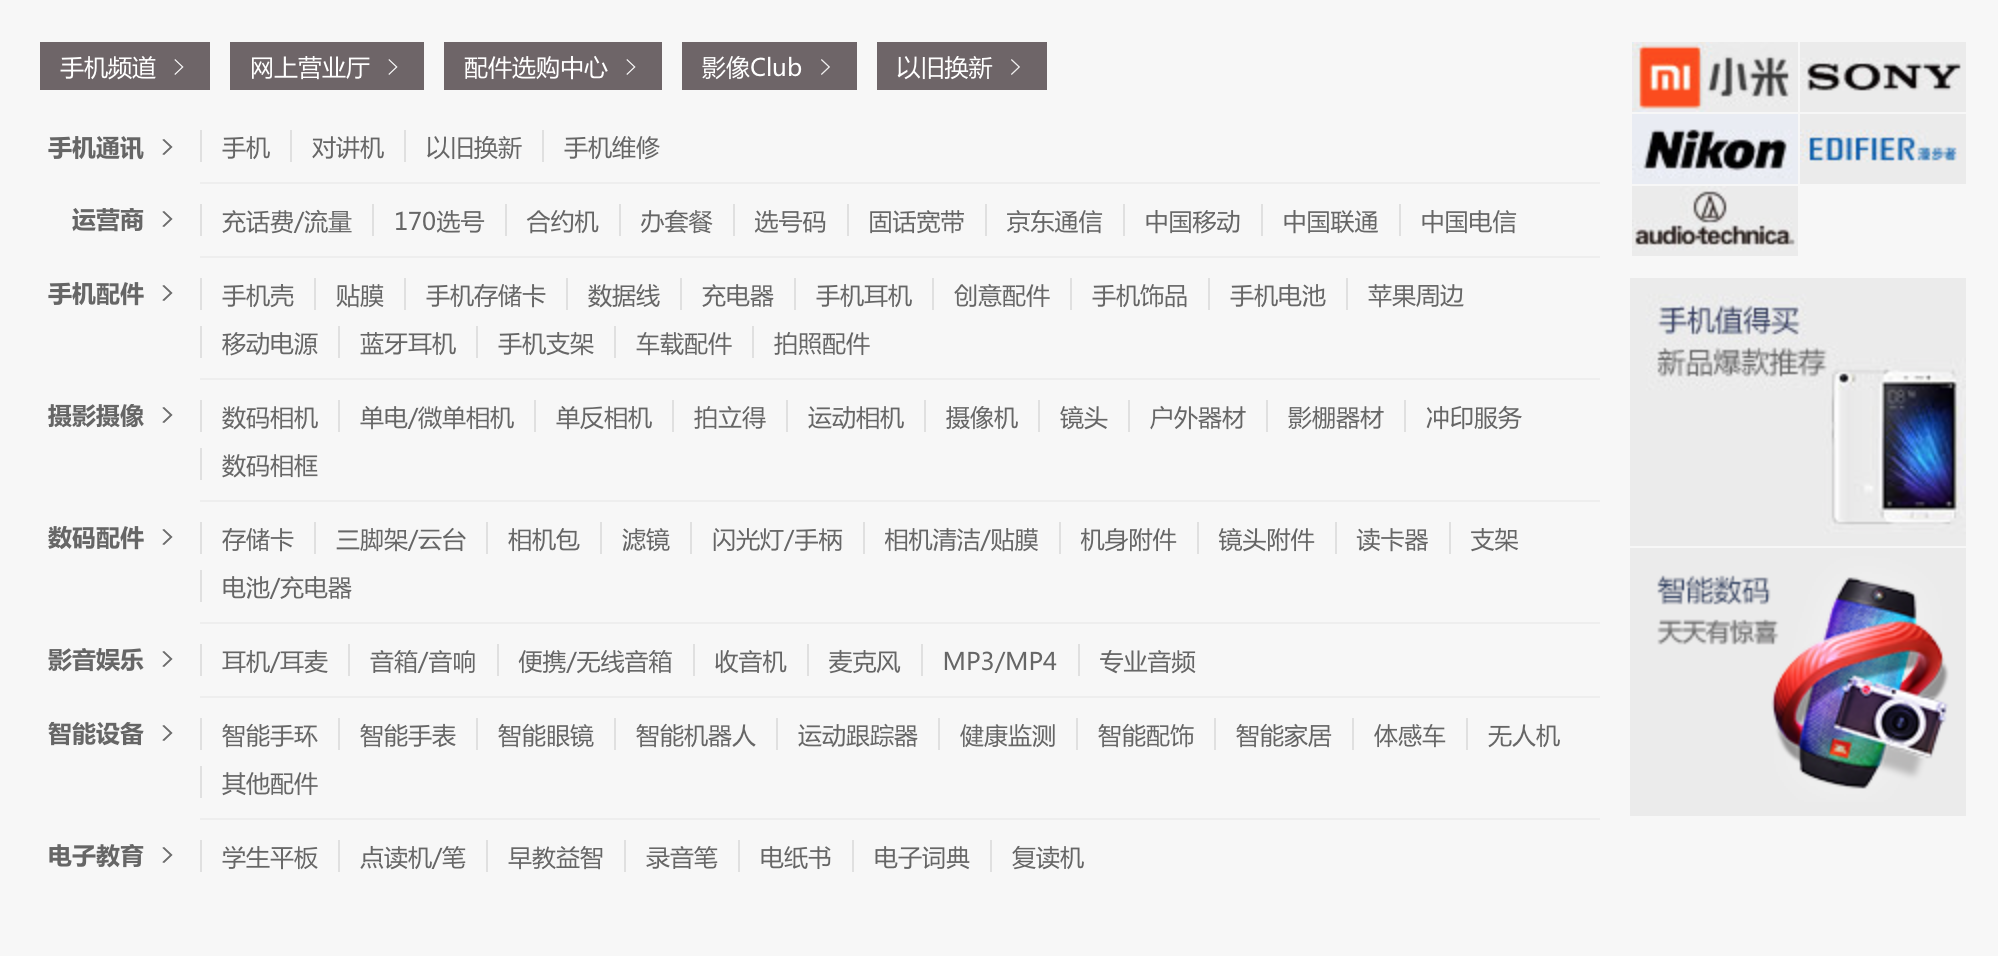 手机频道 网上营业厅 配件选购中心 影像Club 以旧换新
手机通讯 手机 对讲机 以旧换新 手机维修
运营商 充话费/流量 170选号 合约机 办套餐 选号码 固话宽带 京东通信 中国移动 中国联通 中国电信
手机配件 手机壳 贴膜 手机存储卡 数据线 充电器 手机耳机 创意配件 手机饰品 手机电池 苹果周边
移动电源 蓝牙耳机 手机支架 车载配件 拍照配件
摄影摄像 数码相机 单电/微单相机 单反相机 拍立得 运动相机 摄像机 镜头 户外器材 影棚器材 冲印服务
数码相框
数码配件 存储卡 三脚架/云台 相机包 滤镜 闪光灯/手柄 相机清洁/贴膜 机身附件 镜头附件 读卡器 支架
电池/充电器
影音娱乐 耳机/耳麦 音箱/音响 便携/无线音箱 收音机 麦克风 MP3/MP4 专业音频
智能设备 智能手环 智能手表 智能眼镜 智能机器人 运动跟踪器 健康监测 智能配饰 智能家居 体感车 无人机
其他配件
电子教育 学生平板 点读机/笔 早教益智 录音笔 电纸书 电子词典 复读机
mi 小米 SONY
Nikon EDIFIER漫步者
audio-technica
手机值得买
新品爆款推荐
08
智能数码
天天有惊喜
JBL